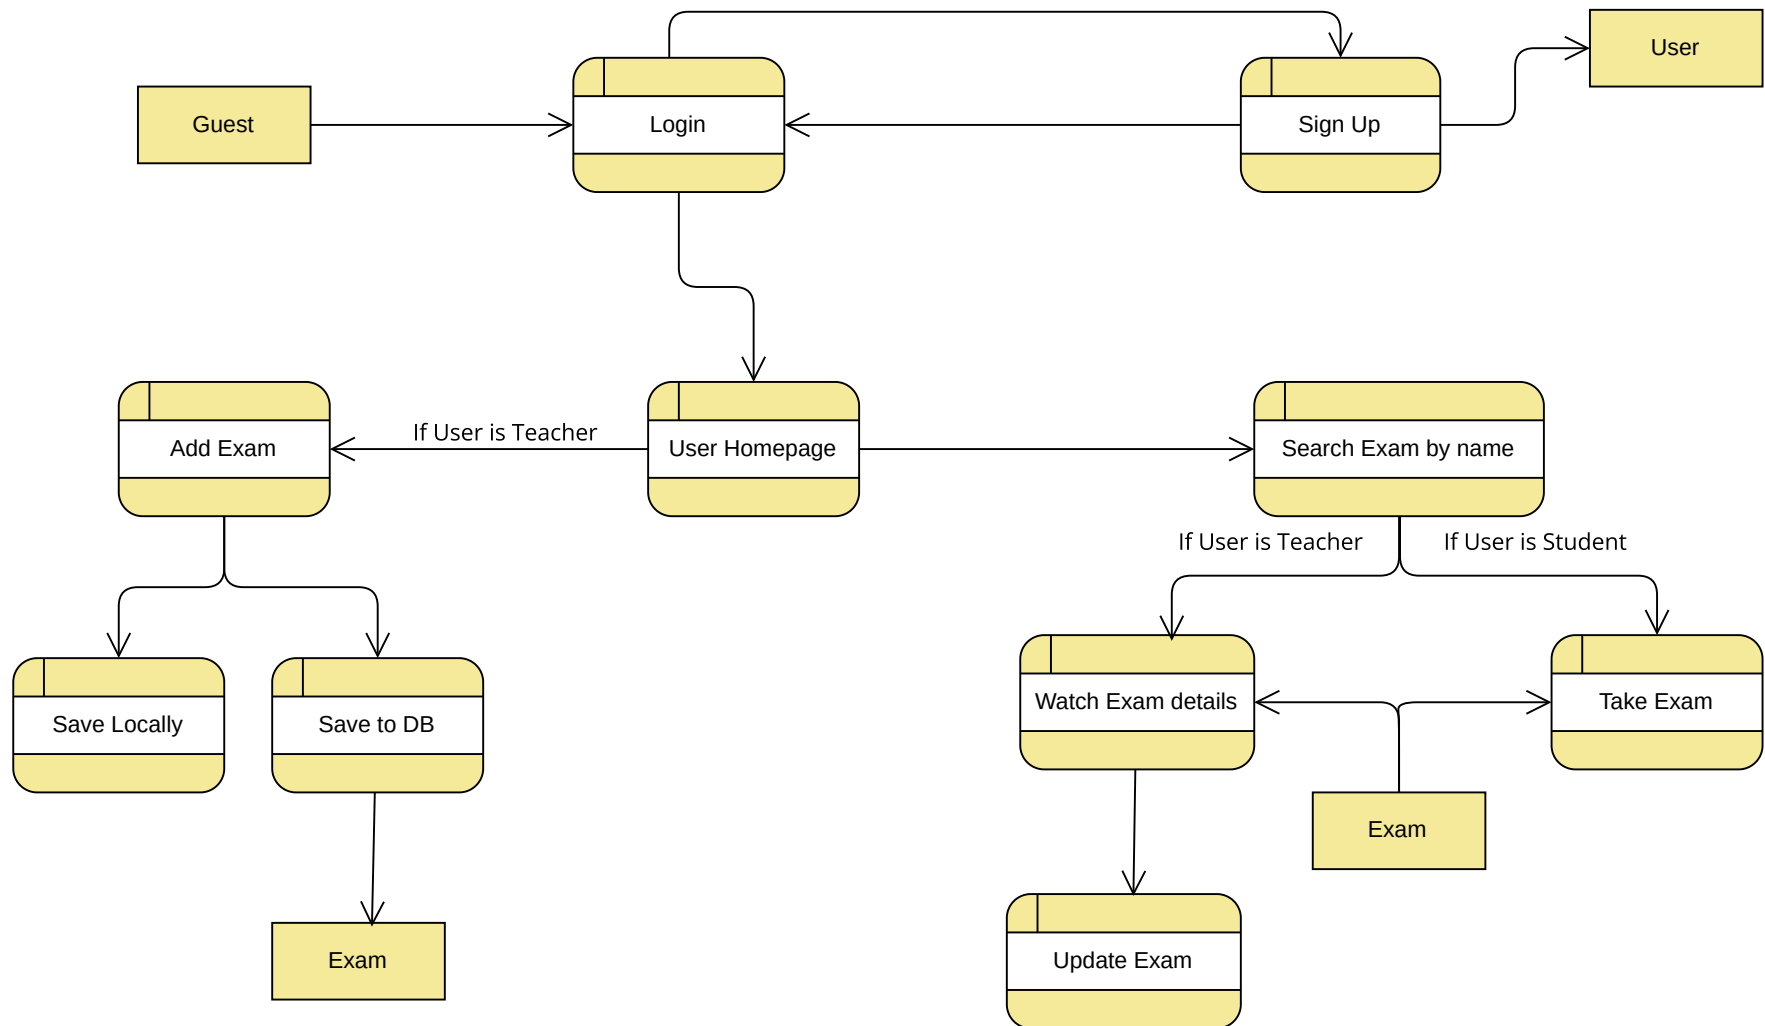 User
Guest
Login
Sign Up
If User is Teacher
Add Exam
User Homepage
Search Exam by name
If User is Teacher
If User is Student
Watch Exam details
Take Exam
Save Locally
Save to DB
Exam
Exam
Update Exam